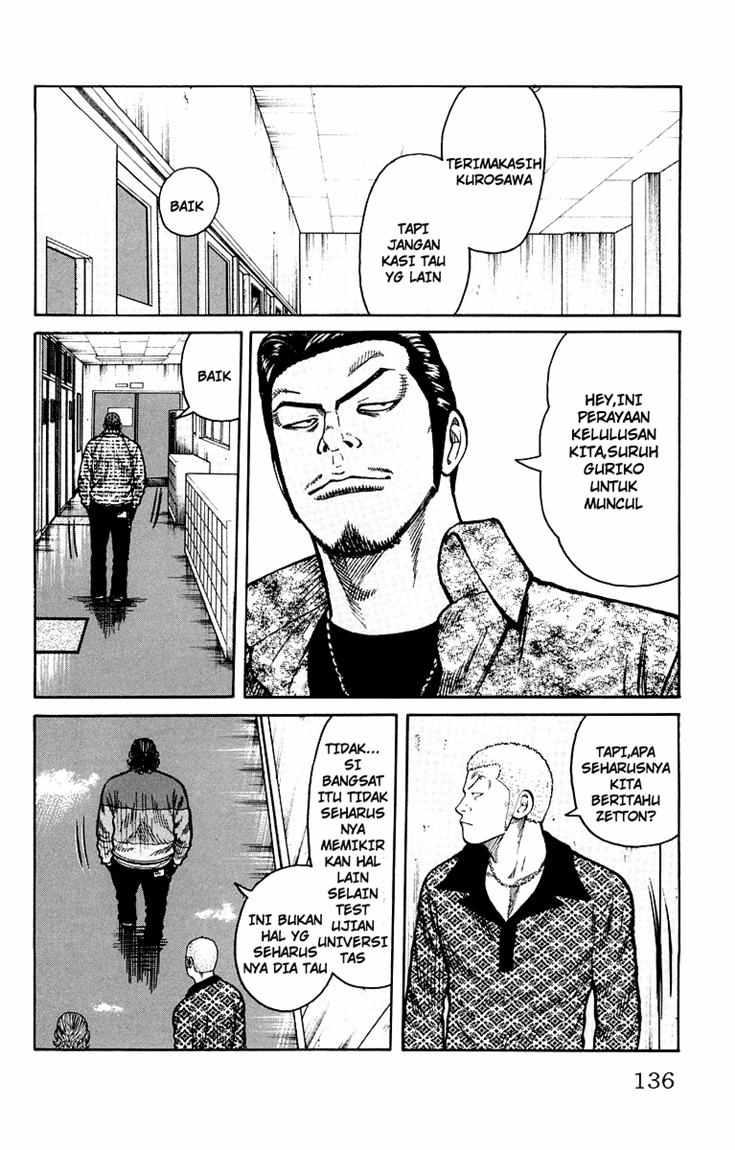 TERIMAKASIH
KUROSAWA
TAPI
JANGAN
KASI TAU
YG LAIN
BAIK
HEY,INI
PERAYAAN
KELULUSAN
KITA,SURUH
GURIKO
UNTUK
MUNCUL
BAIK
TAPI,APA
SEHARUSNYA
KITA
BERITAHU
ZETTON?
TIDAK...
SI
BANGSAT
ITU TIDAK
SEHARUS
NYA
MEMIKIR
KAN HAL
LAIN
SELAIN
TEST
UJIAN
UNIVERSI
TAS
INI BUKAN
HAL YG
SEHARUS
NYA DIA TAU
136